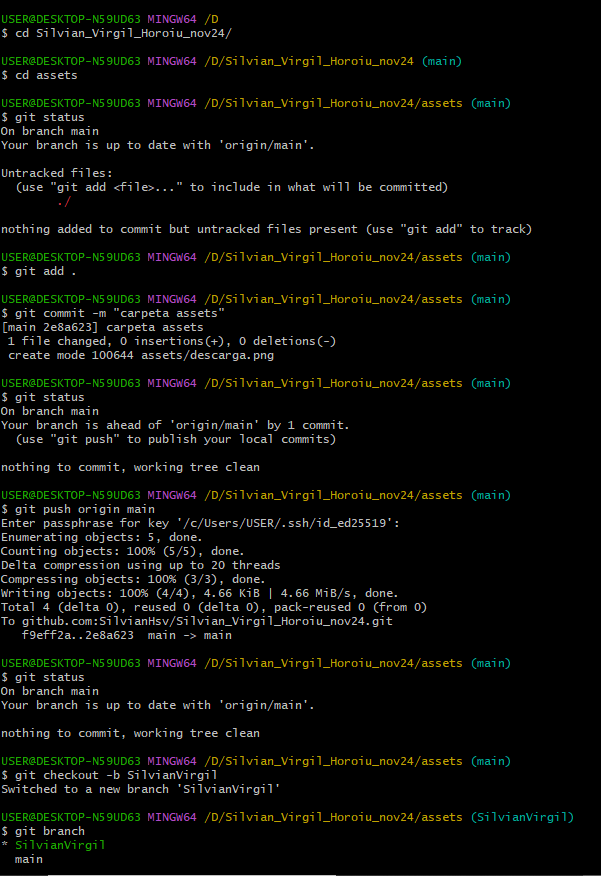 USER@DESKTOP-N59UD63 MINGW64 /D
$ cd Silvian_Virgil_Horoiu_nov24/
USER@DESKTOP-N59UD63 MINGW64 /D/Silvian_Virgil_Horoiu_nov24 (main)
$ cd assets
USER@DESKTOP-N59UD63 MINGW64 /D/Silvian_Virgil_Horoiu_nov24/assets (main)
$ git status
On branch main
Your branch is up to date with 'origin/main'.
Untracked files:
  (use "git add <file>..." to include in what will be committed)
        ./
nothing added to commit but untracked files present (use "git add" to track)
USER@DESKTOP-N59UD63 MINGW64 /D/Silvian_Virgil_Horoiu_nov24/assets (main)
$ git add .
USER@DESKTOP-N59UD63 MINGW64 /D/Silvian_Virgil_Horoiu_nov24/assets (main)
$ git commit -m "carpeta assets"
[main 2e8a623] carpeta assets
 1 file changed, 0 insertions(+), 0 deletions(-)
 create mode 100644 assets/descarga.png
USER@DESKTOP-N59UD63 MINGW64 /D/Silvian_Virgil_Horoiu_nov24/assets (main)
$ git status
On branch main
Your branch is ahead of 'origin/main' by 1 commit.
  (use "git push" to publish your local commits)
nothing to commit, working tree clean
USER@DESKTOP-N59UD63 MINGW64 /D/Silvian_Virgil_Horoiu_nov24/assets (main)
$ git push origin main
Enter passphrase for key '/c/Users/USER/.ssh/id_ed25519':
Enumerating objects: 5, done.
Counting objects: 100% (5/5), done.
Delta compression using up to 20 threads
Compressing objects: 100% (3/3), done.
Writing objects: 100% (4/4), 4.66 KiB | 4.66 MiB/s, done.
Total 4 (delta 0), reused 0 (delta 0), pack-reused 0 (from 0)
To github.com:SilvianHsv/Silvian_Virgil_Horoiu_nov24.git
   f9eff2a..2e8a623  main -> main
USER@DESKTOP-N59UD63 MINGW64 /D/Silvian_Virgil_Horoiu_nov24/assets (main)
$ git status
On branch main
Your branch is up to date with 'origin/main'.
nothing to commit, working tree clean
USER@DESKTOP-N59UD63 MINGW64 /D/Silvian_Virgil_Horoiu_nov24/assets (main)
$ git checkout -b SilvianVirgil
Switched to a new branch 'SilvianVirgil'
USER@DESKTOP-N59UD63 MINGW64 /D/Silvian_Virgil_Horoiu_nov24/assets (SilvianVirgil)
$ git branch
* SilvianVirgil
  main